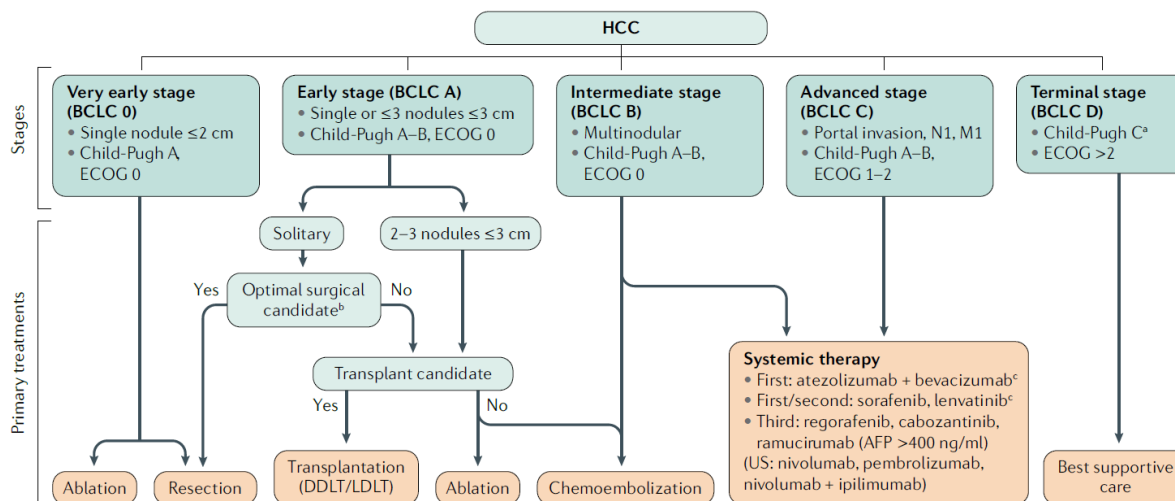 HCC
Stages
Very early stage
(BCLC 0)
• Single nodule ≤2 cm
• Child-Pugh A,
ECOG 0
Early stage (BCLC A)
• Single or ≤3 nodules ≤3 cm
• Child-Pugh A–B, ECOG 0
Intermediate stage
(BCLC B)
• Multinodular
• Child-Pugh A–B,
ECOG 0
Advanced stage
(BCLC C)
• Portal invasion, N1, M1
• Child-Pugh A–B,
ECOG 1–2
Terminal stage
(BCLC D)
• Child-Pugh Cᵃ
• ECOG >2
Primary treatments
Solitary
2–3 nodules ≤3 cm
Yes
Optimal surgical
candidateᵇ
No
Transplant candidate
Yes
No
Ablation
Resection
Transplantation
(DDLT/LDLT)
Ablation
Chemoembolization
Systemic therapy
• First: atezolizumab + bevacizumabᶜ
• First/second: sorafenib, lenvatinibᶜ
• Third: regorafenib, cabozantinib,
ramucirumab (AFP >400 ng/ml)
(US: nivolumab, pembrolizumab,
nivolumab + ipilimumab)
Best supportive
care